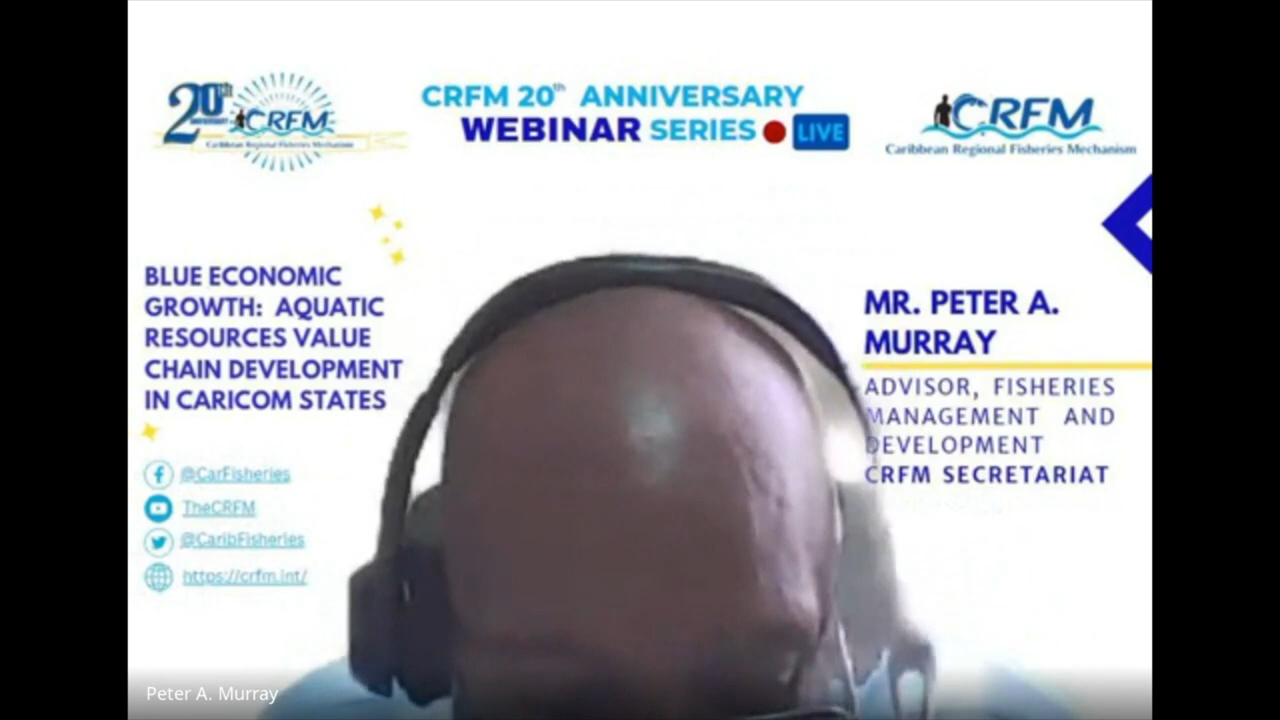 20th
CRFM
Caribbean Regional Fisheries Mechanism
CRFM 20th ANNIVERSARY
WEBINAR SERIES LIVE
CRFM
Caribbean Regional Fisheries Mechanism
BLUE ECONOMIC
GROWTH: AQUATIC
RESOURCES VALUE
CHAIN DEVELOPMENT
IN CARICOM STATES
@CarFisheries
TheCRFM
@CaribFisheries
https://crfm.int/
MR. PETER A.
MURRAY
ADVISOR, FISHERIES
MANAGEMENT AND
DEVELOPMENT
CRFM SECRETARIAT
Peter A. Murray